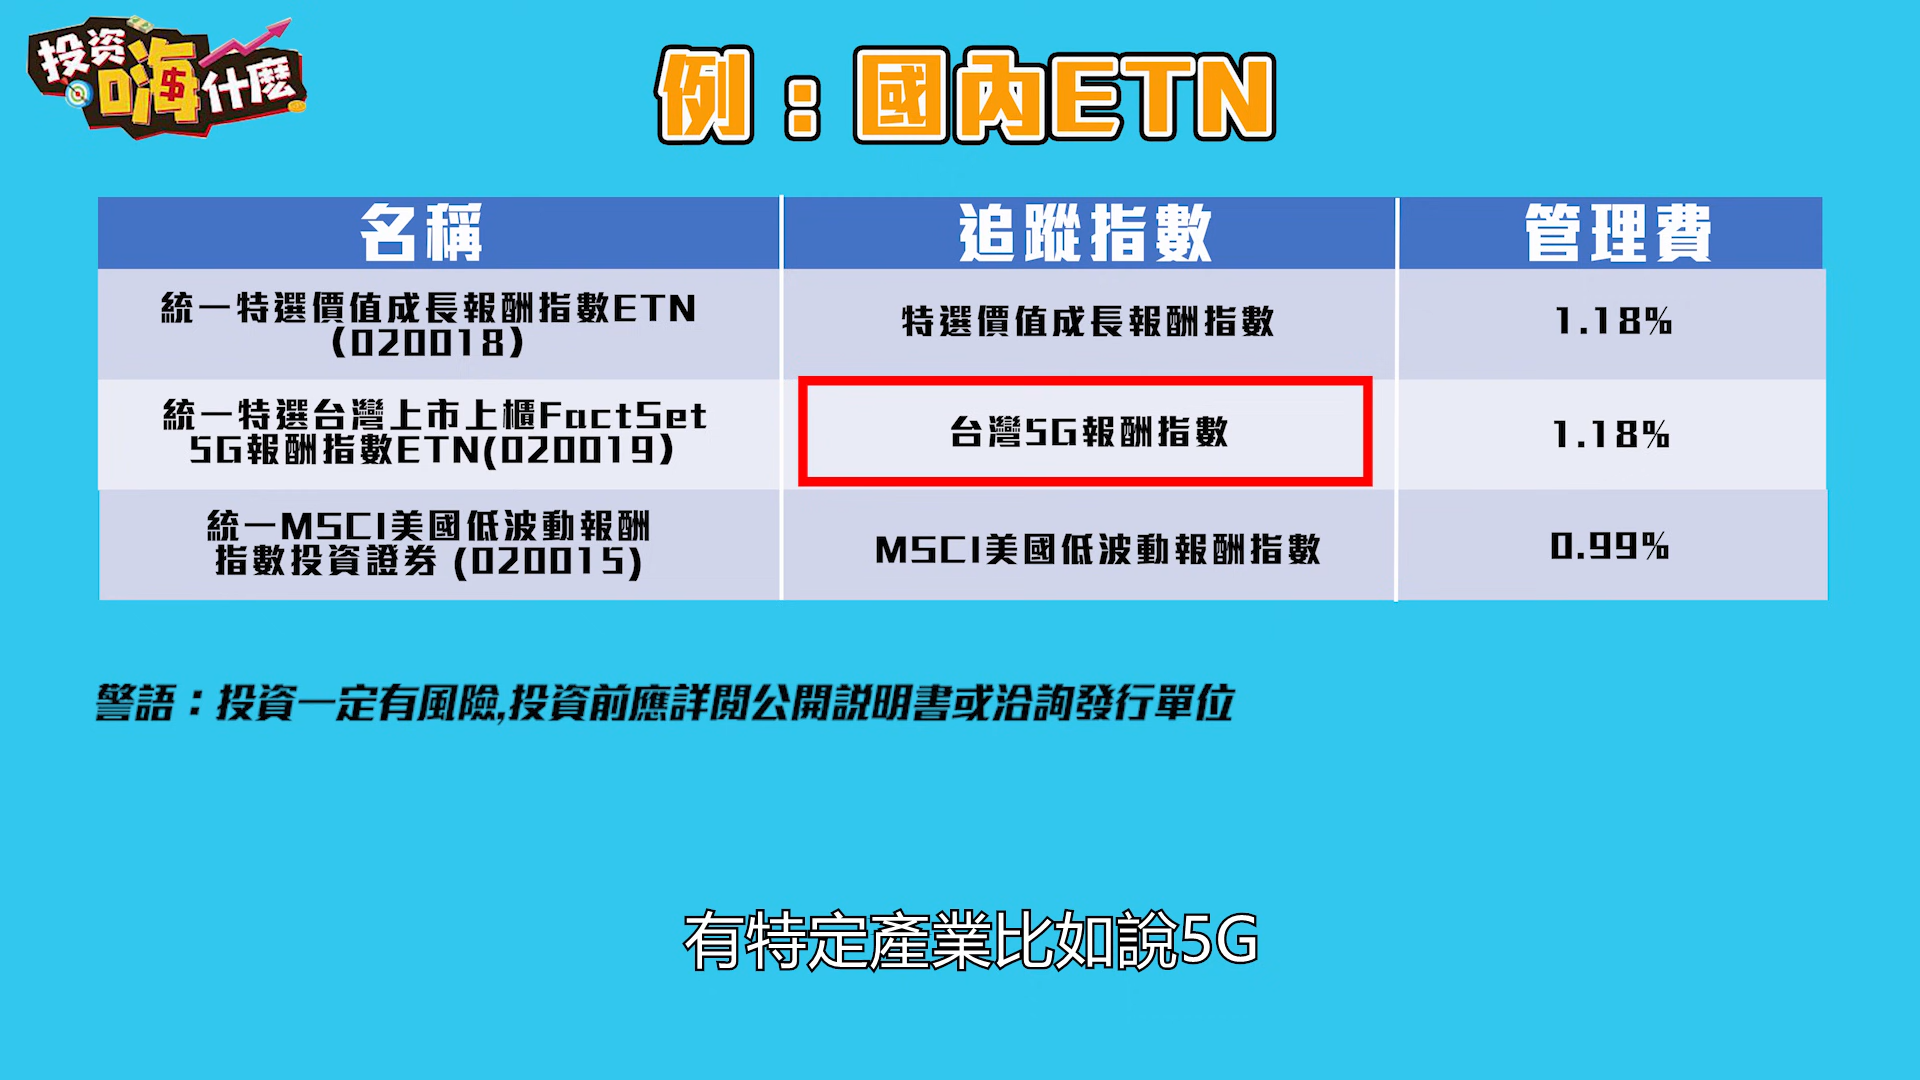 投資
嗨什麼
例：國內ETN
名稱
追蹤指數
管理費
統一特選價值成長報酬指數ETN
(020018)
特選價值成長報酬指數
1.18%
統一特選台灣上市上櫃FactSet
5G報酬指數ETN(020019)
台灣5G報酬指數
1.18%
統一MSCI美國低波動報酬
指數投資證券 (020015)
MSCI美國低波動報酬指數
0.99%
警語：投資一定有風險,投資前應詳閱公開說明書或洽詢發行單位
有特定產業比如說5G